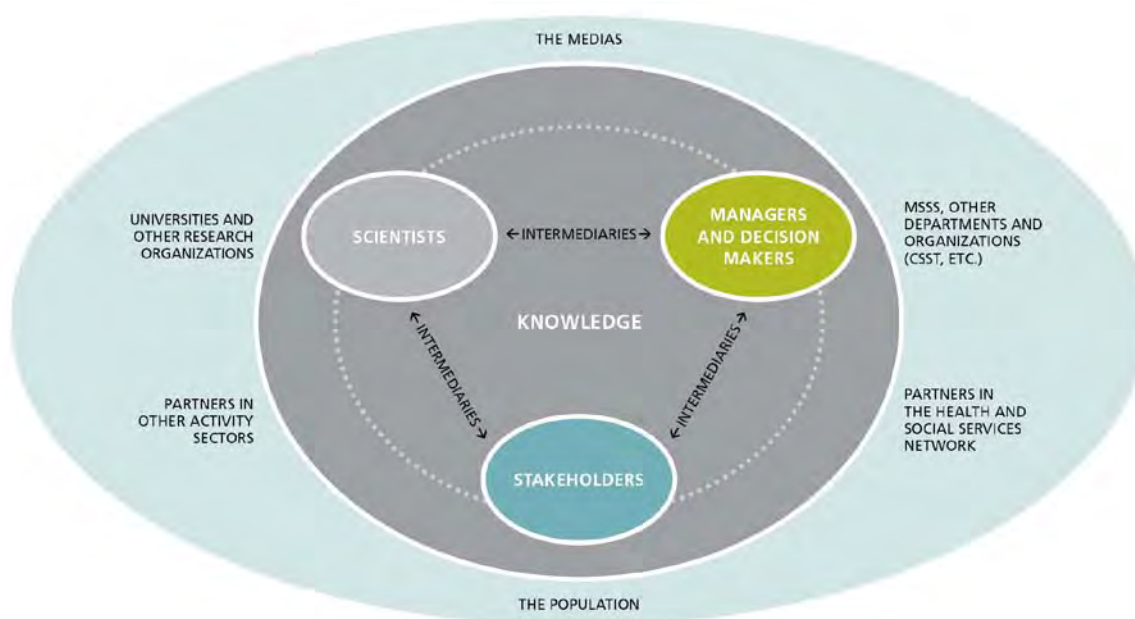 THE MEDIAS
UNIVERSITIES AND
OTHER RESEARCH
ORGANIZATIONS
SCIENTISTS
←INTERMEDIARIES→
MANAGERS
AND DECISION
MAKERS
MSSS, OTHER
DEPARTMENTS AND
ORGANIZATIONS
(CSST, ETC.)
KNOWLEDGE
←INTERMEDIARIES→
←INTERMEDIARIES→
PARTNERS IN
OTHER ACTIVITY
SECTORS
PARTNERS IN
THE HEALTH AND
SOCIAL SERVICES
NETWORK
STAKEHOLDERS
THE POPULATION